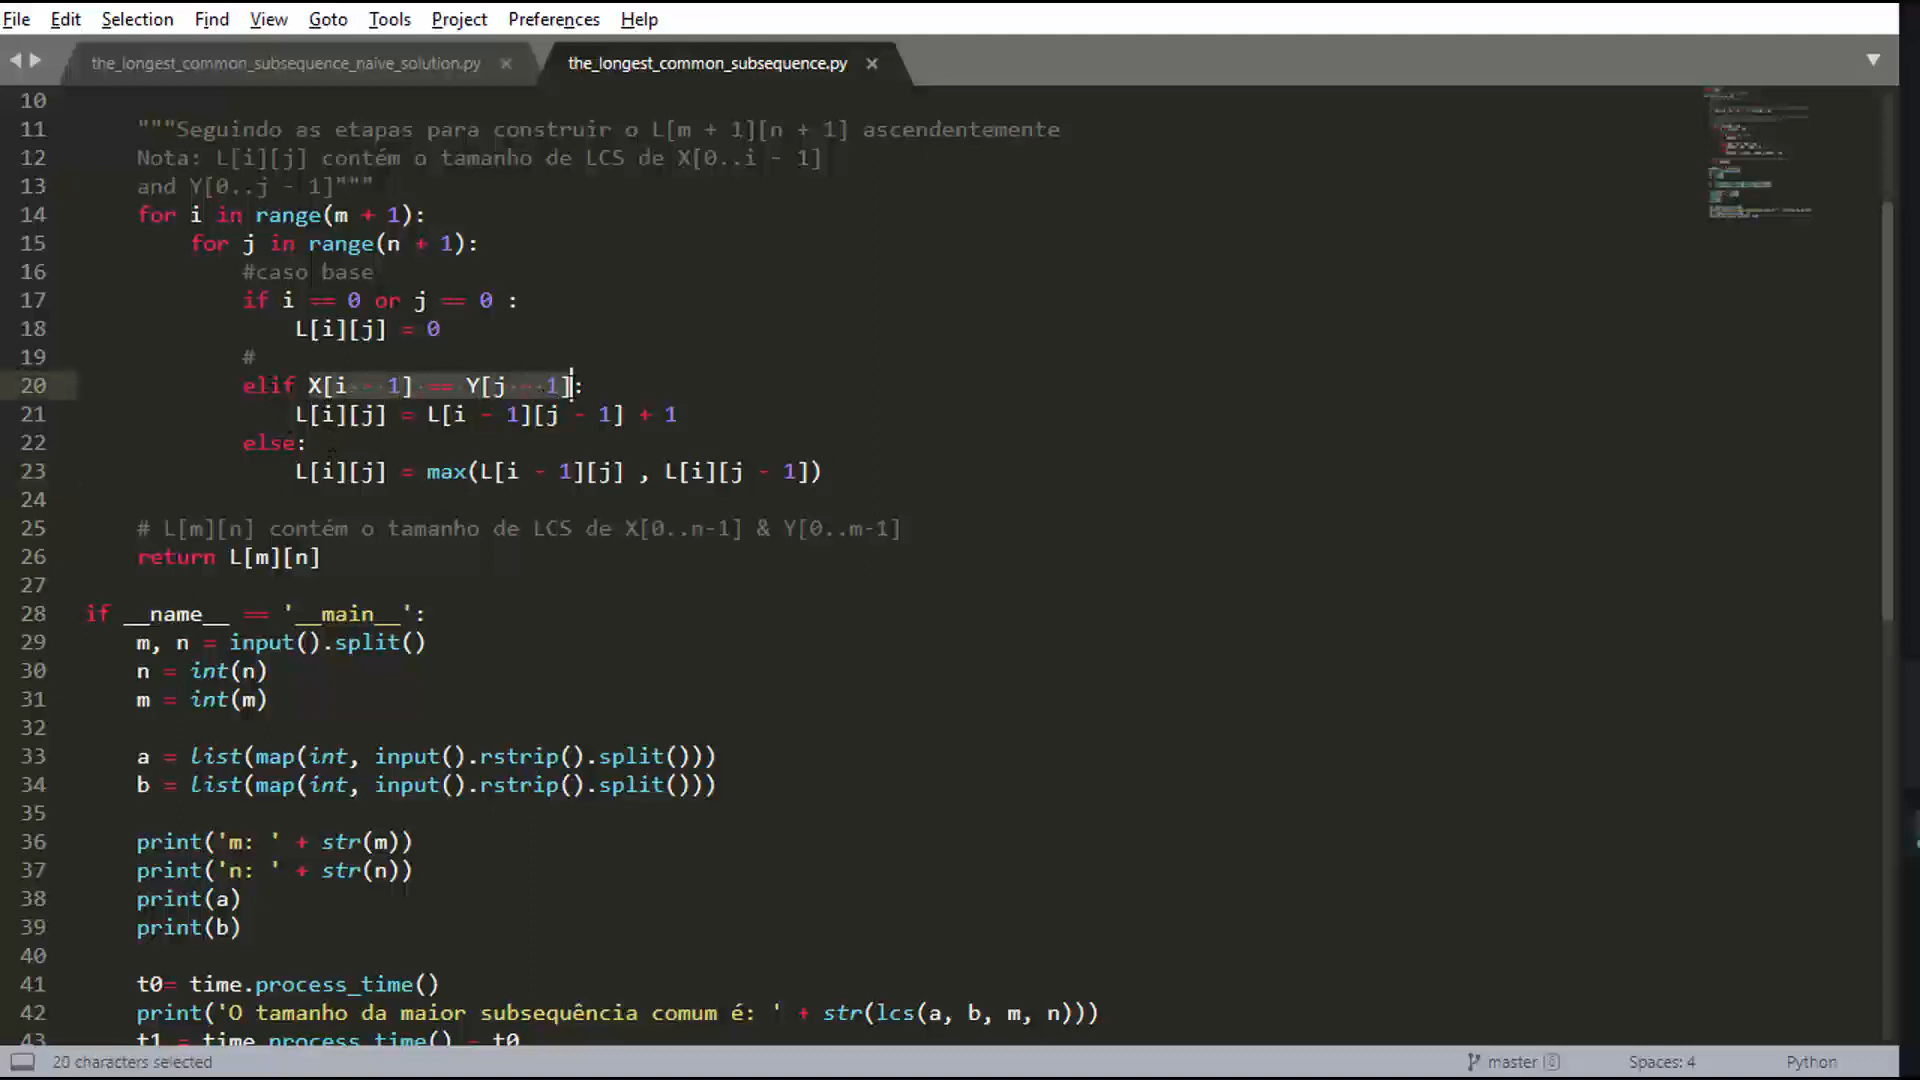 File Edit Selection Find View Goto Tools Project Preferences Help
the_longest_common_subsequence_naive_solution.py × the_longest_common_subsequence.py ×
10
11 """Seguindo as etapas para construir o L[m + 1][n + 1] ascendentemente
12 Nota: L[i][j] contém o tamanho de LCS de X[0..i - 1]
13 and Y[0..j - 1]"""
14 for i in range(m + 1):
15 for j in range(n + 1):
16 #caso base
17 if i == 0 or j == 0 :
18 L[i][j] = 0
19 #
20 elif X[i - 1] == Y[j - 1]:
21 L[i][j] = L[i - 1][j - 1] + 1
22 else:
23 L[i][j] = max(L[i - 1][j] , L[i][j - 1])
24
25 # L[m][n] contém o tamanho de LCS de X[0..n-1] & Y[0..m-1]
26 return L[m][n]
27
28 if __name__ == '__main__':
29 m, n = input().split()
30 n = int(n)
31 m = int(m)
32
33 a = list(map(int, input().rstrip().split()))
34 b = list(map(int, input().rstrip().split()))
35
36 print('m: ' + str(m))
37 print('n: ' + str(n))
38 print(a)
39 print(b)
40
41 t0= time.process_time()
42 print('O tamanho da maior subsequência comum é: ' + str(lcs(a, b, m, n)))
43 t1 = time.process_time() - t0
20 characters selected master Spaces: 4 Python